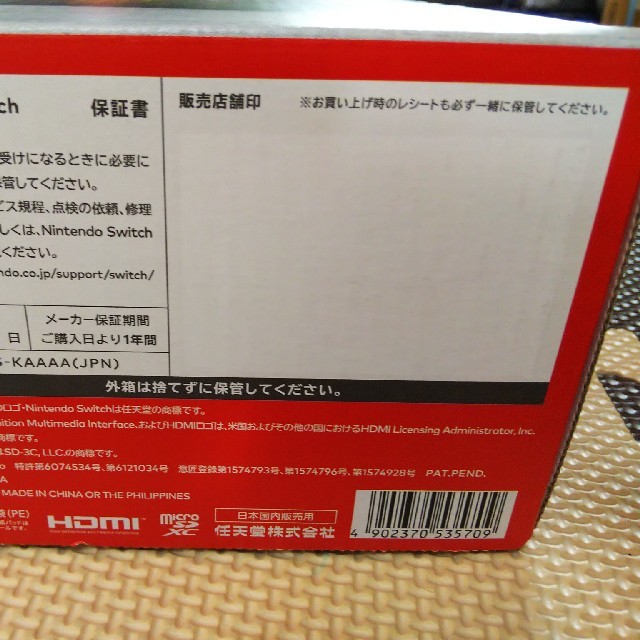 ch 保証書
受けになるときに必要に
管してください。
ビス規程、点検の依頼、修理
しくは、Nintendo Switch
ください。
ndo.co.jp/support/switch/
日
メーカー保証期間
ご購入日より1年間
S-KAAAA(JPN)
販売店舗印 ※お買い上げ時のレシートも必ず一緒に保管してください。
外箱は捨てずに保管してください。
ロゴ・Nintendo Switchは任天堂の商標です。
nition Multimedia Interface、およびHDMIロゴは、米国およびその他の国におけるHDMI Licensing Administrator, Inc.
商標です。
SD-3C, LLC.の商標です。
特許第6074534号、第6121034号 意匠登録第1574793号、第1574796号、第1574928号 PAT.PEND.
MADE IN CHINA OR THE PHILIPPINES
(PE)
HDMI
micro SD XC
日本国内販売用
任天堂株式会社
4 902370 535709